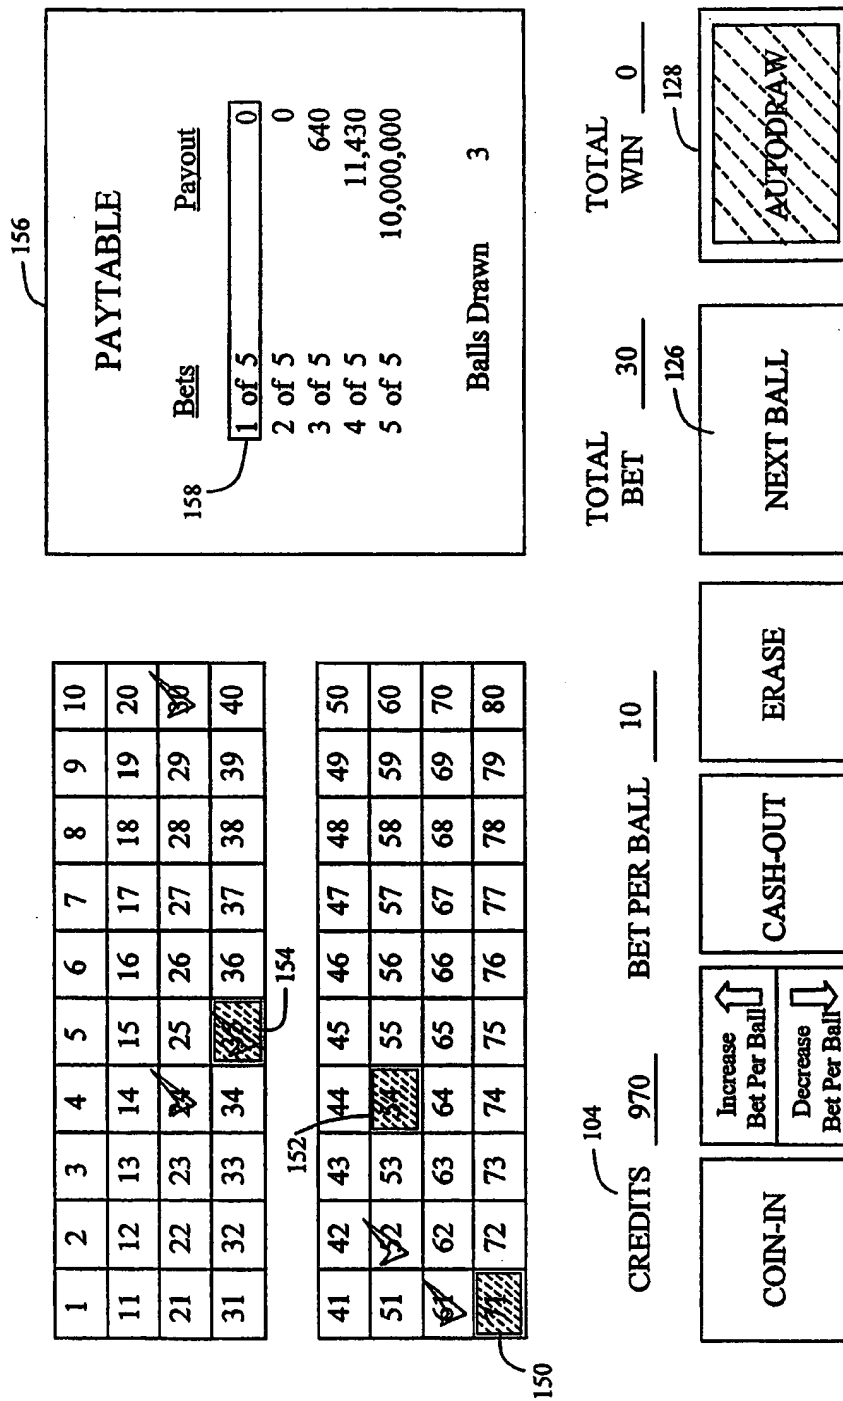 1 2 3 4 5 6 7 8 9 10
11 12 13 14 15 16 17 18 19 20
21 22 23 24 25 26 27 28 29 30
31 32 33 34 36 37 38 39 40
154
41 42 43 44 45 46 47 48 49 50
51 52 53 54 55 56 57 58 59 60
61 62 63 64 65 66 67 68 69 70
72 73 74 75 76 77 78 79 80
150
152
156
PAYTABLE
Bets Payout
1 of 5 0
2 of 5 0
3 of 5 640
4 of 5 11,430
5 of 5 10,000,000
158
Balls Drawn 3
104
CREDITS 970
BET PER BALL 10
TOTAL
BET 30
TOTAL
WIN 0
126
128
COIN-IN
Increase
Bet Per Ball
Decrease
Bet Per Ball
CASH-OUT
ERASE
NEXT BALL
AUTODRAW